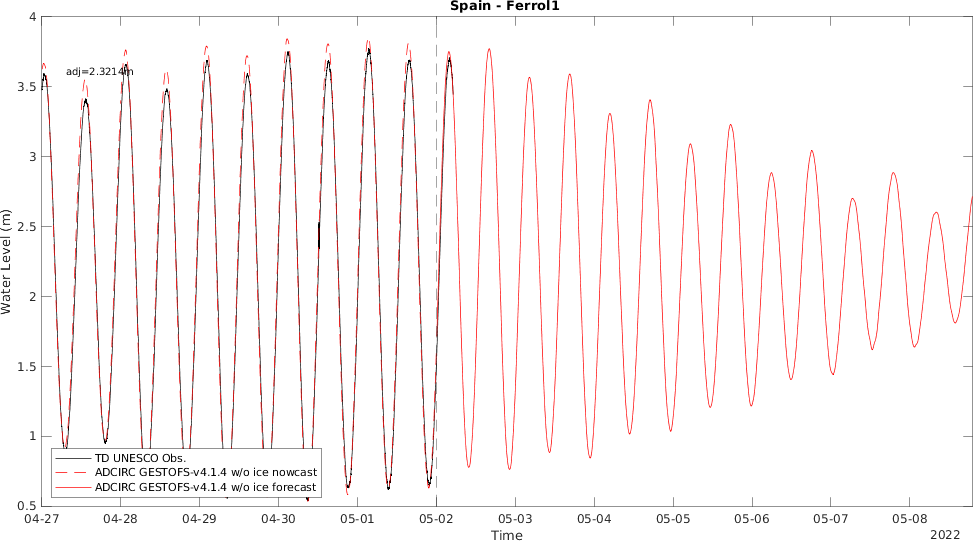 Spain - Ferrol1
4
3.5
3
2.5
2
1.5
1
0.5
Water Level (m)
adj=2.3214m
TD UNESCO Obs.
ADCIRC GESTOFS-v4.1.4 w/o ice nowcast
ADCIRC GESTOFS-v4.1.4 w/o ice forecast
04-27 04-28 04-29 04-30 05-01 05-02 05-03 05-04 05-05 05-06 05-07 05-08
Time
2022